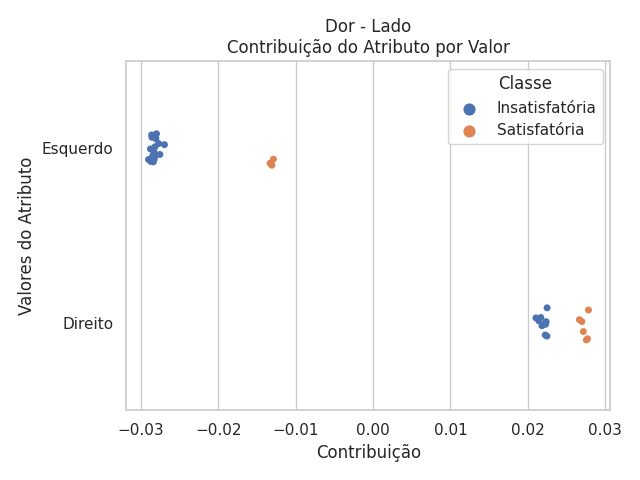 Dor - Lado
Contribuição do Atributo por Valor
Classe
Insatisfatória
Satisfatória
Valores do Atributo
Esquerdo
Direito
−0.03 −0.02 −0.01 0.00 0.01 0.02 0.03
Contribuição